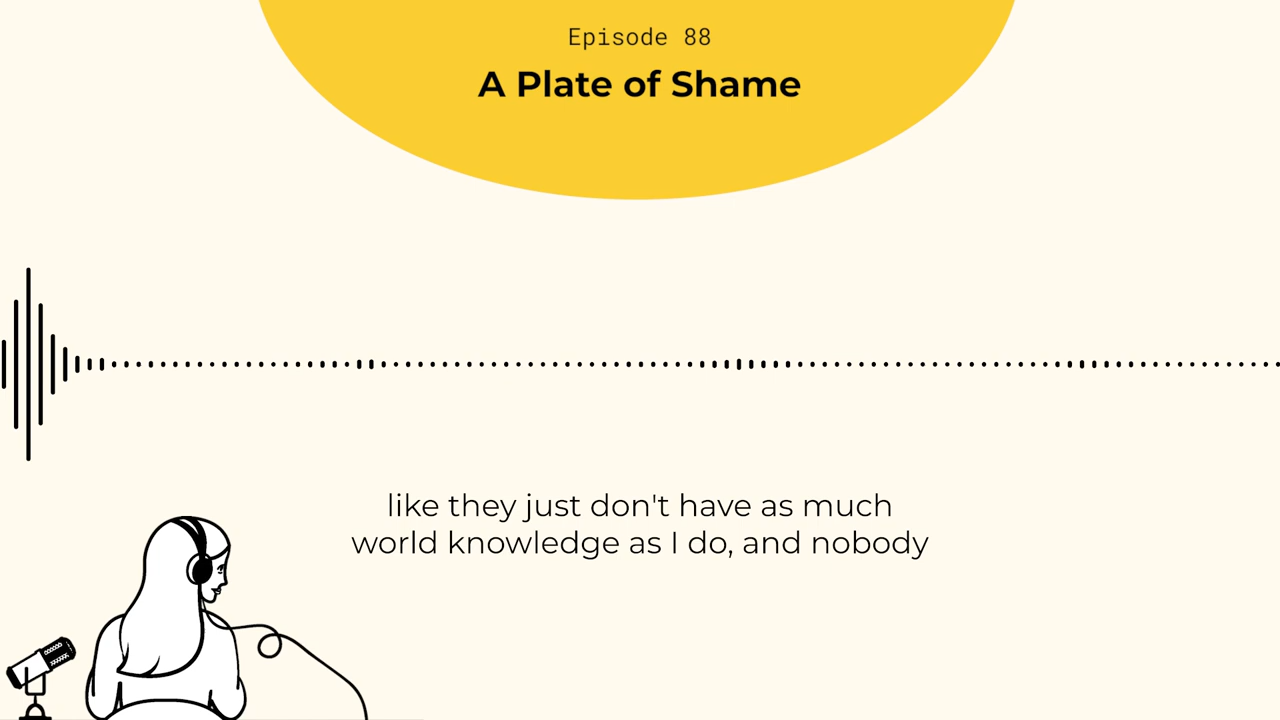 Episode 88
A Plate of Shame
like they just don't have as much
world knowledge as I do, and nobody